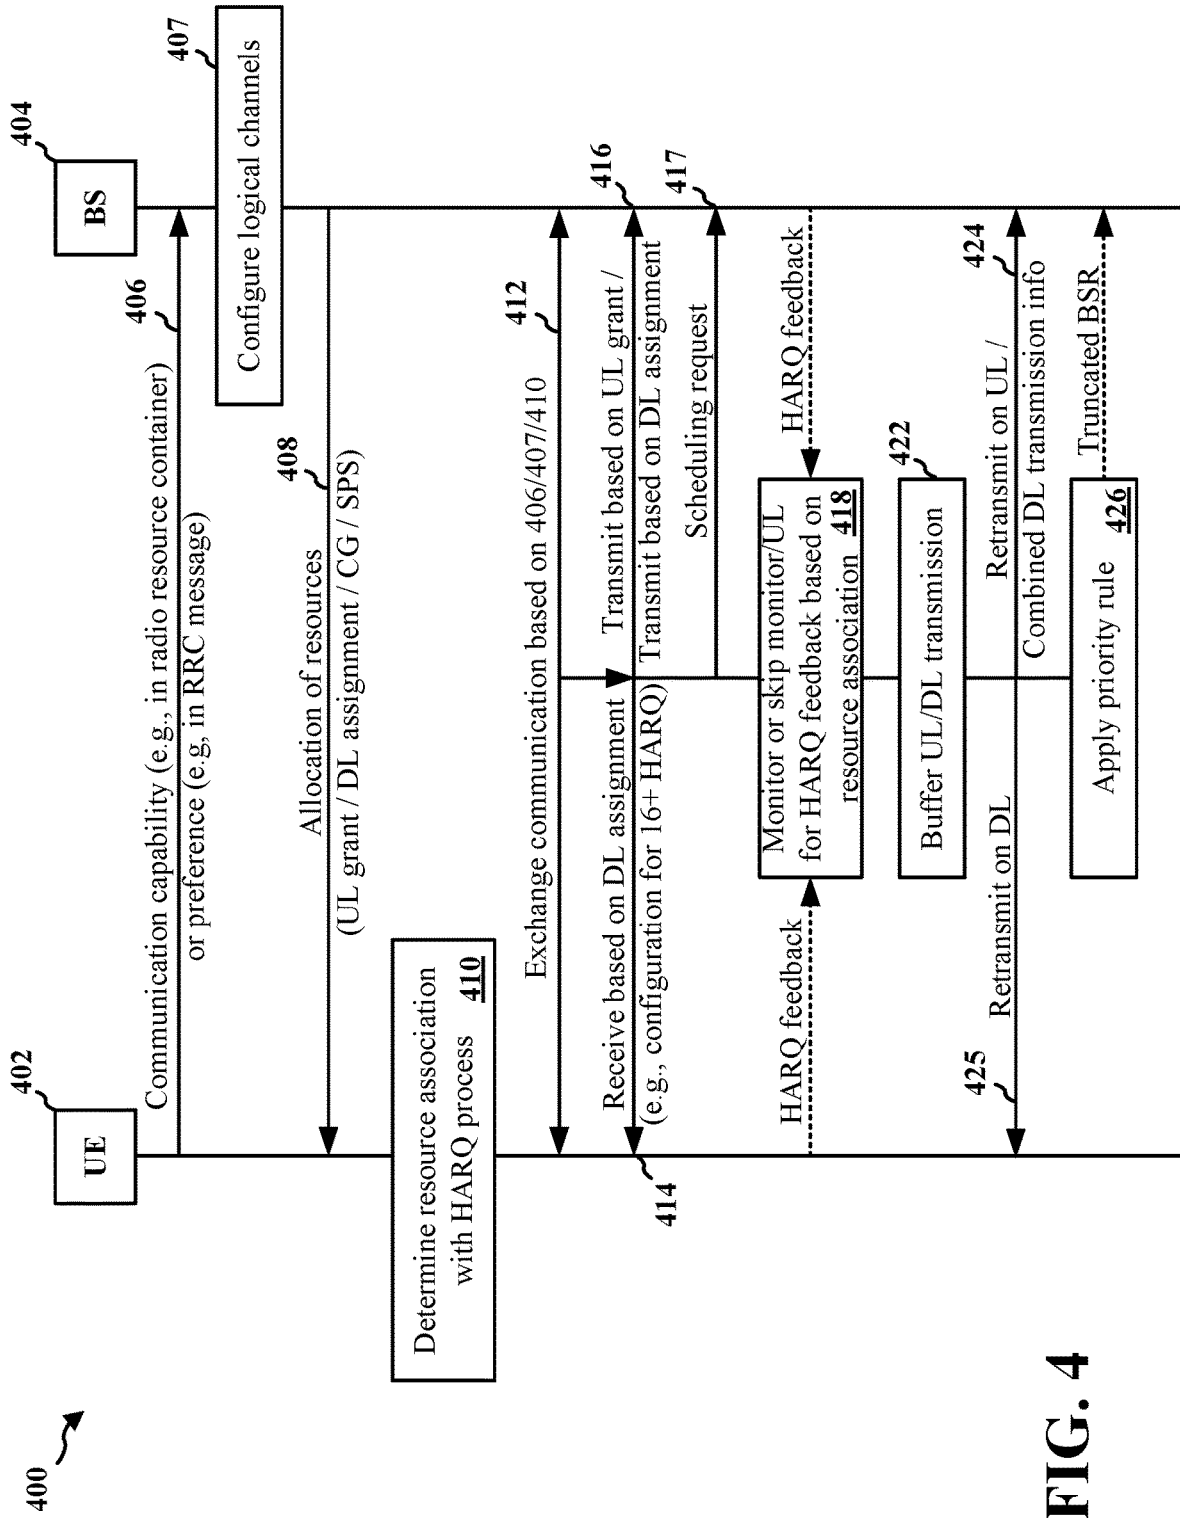 400
402
UE
404
BS
Communication capability (e.g., in radio resource container)
406
or preference (e.g, in RRC message)
407
Configure logical channels
Allocation of resources
408
(UL grant / DL assignment / CG / SPS)
Determine resource association
with HARQ process
410
Exchange communication based on 406/407/410
412
Receive based on DL assignment
(e.g., configuration for 16+ HARQ)
414
Transmit based on UL grant /
Transmit based on DL assignment
416
Scheduling request
417
HARQ feedback
Monitor or skip monitor/UL
for HARQ feedback based on
resource association
418
HARQ feedback
Buffer UL/DL transmission
422
Retransmit on DL
425
Retransmit on UL /
Combined DL transmission info
424
Apply priority rule
426
Truncated BSR
FIG. 4